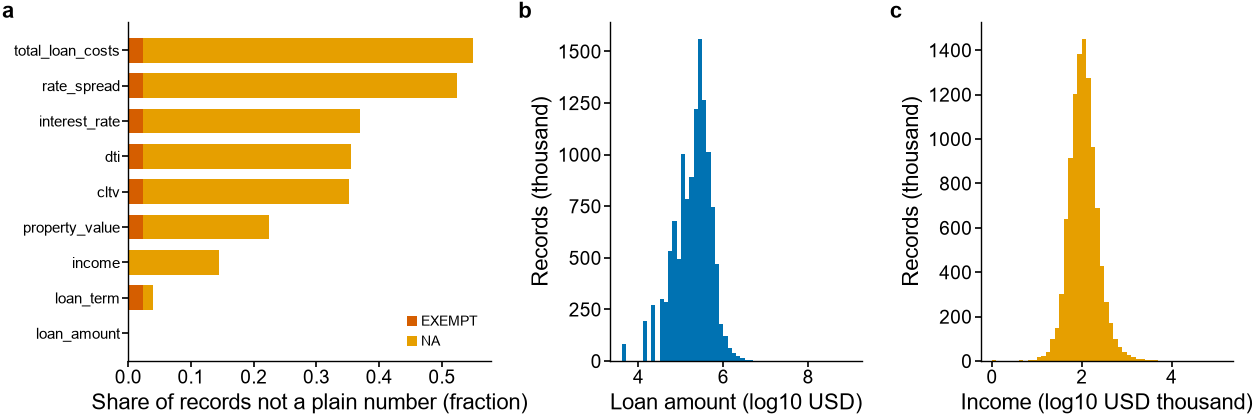 a
total_loan_costs
rate_spread
interest_rate
dti
cltv
property_value
income
loan_term
loan_amount
EXEMPT
NA
0.0 0.1 0.2 0.3 0.4 0.5
Share of records not a plain number (fraction)
b
Records (thousand)
1500
1250
1000
750
500
250
0
4 6 8
Loan amount (log10 USD)
c
Records (thousand)
1400
1200
1000
800
600
400
200
0
0 2 4
Income (log10 USD thousand)